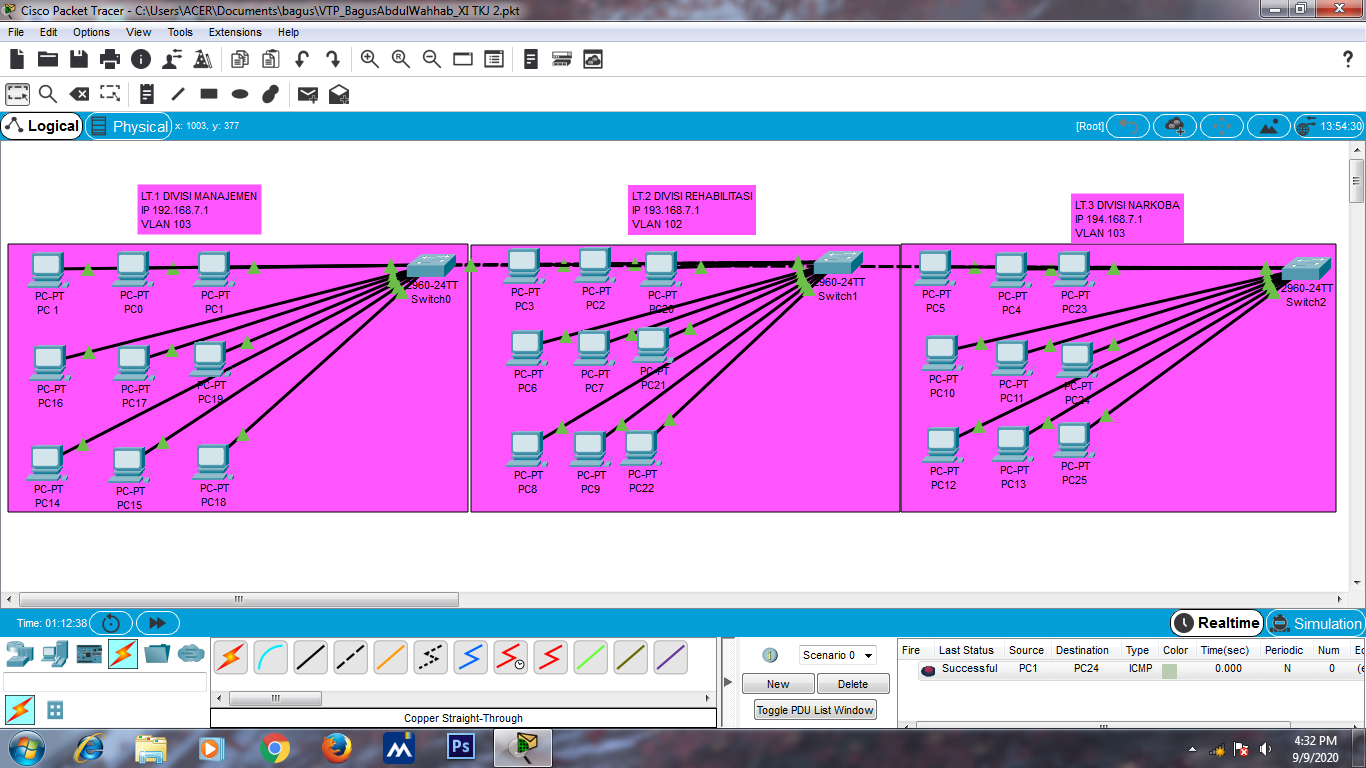 Cisco Packet Tracer - C:\Users\ACER\Documents\bagus\VTP_BagusAbdulWahhab_XI TKJ 2.pkt
File Edit Options View Tools Extensions Help
Logical Physical x: 1003, y: 377 [Root] 13:54:30
LT.1 DIVISI MANAJEMEN
IP 192.168.7.1
VLAN 103
LT.2 DIVISI REHABILITASI
IP 193.168.7.1
VLAN 102
LT.3 DIVISI NARKOBA
IP 194.168.7.1
VLAN 103
PC-PT
PC 1
PC-PT
PC0
PC-PT
PC1
2960-24TT
Switch0
PC-PT
PC16
PC-PT
PC17
PC-PT
PC19
PC-PT
PC14
PC-PT
PC15
PC-PT
PC18
PC-PT
PC3
PC-PT
PC2
PC-PT
PC20
2960-24TT
Switch1
PC-PT
PC6
PC-PT
PC7
PC-PT
PC21
PC-PT
PC8
PC-PT
PC9
PC-PT
PC22
PC-PT
PC5
PC-PT
PC4
PC-PT
PC23
2960-24TT
Switch2
PC-PT
PC10
PC-PT
PC11
PC-PT
PC24
PC-PT
PC12
PC-PT
PC13
PC-PT
PC25
Time: 01:12:38 Realtime Simulation
Scenario 0
New Delete
Toggle PDU List Window
Copper Straight-Through
Fire Last Status Source Destination Type Color Time(sec) Periodic Num
Successful PC1 PC24 ICMP 0.000 N 0 (e
Ps
4:32 PM
9/9/2020